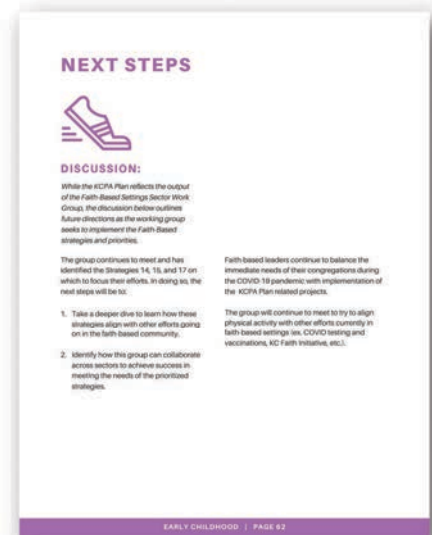 NEXT STEPS
DISCUSSION:
While the KCPA Plan reflects the output
of the Faith-Based Settings Sector Work
Group, the discussion below outlines
future directions as the working group
seeks to implement the Faith-Based
strategies and priorities.
The group continues to meet and has
identified the Strategies 14, 15, and 17 on
which to focus their efforts. In doing so, the
next steps will be to:
1. Take a deeper dive to learn how these
strategies align with other efforts going
on in the faith-based community.
2. Identify how this group can collaborate
across sectors to achieve success in
meeting the needs of the prioritized
strategies.
Faith-based leaders continue to balance the
immediate needs of their congregations during
the COVID-19 pandemic with implementation of
the KCPA Plan related projects.
The group will continue to meet to try to align
physical activity with other efforts currently in
faith-based settings (ex. COVID testing and
vaccinations, KC Faith Initiative, etc.).
EARLY CHILDHOOD | PAGE 62